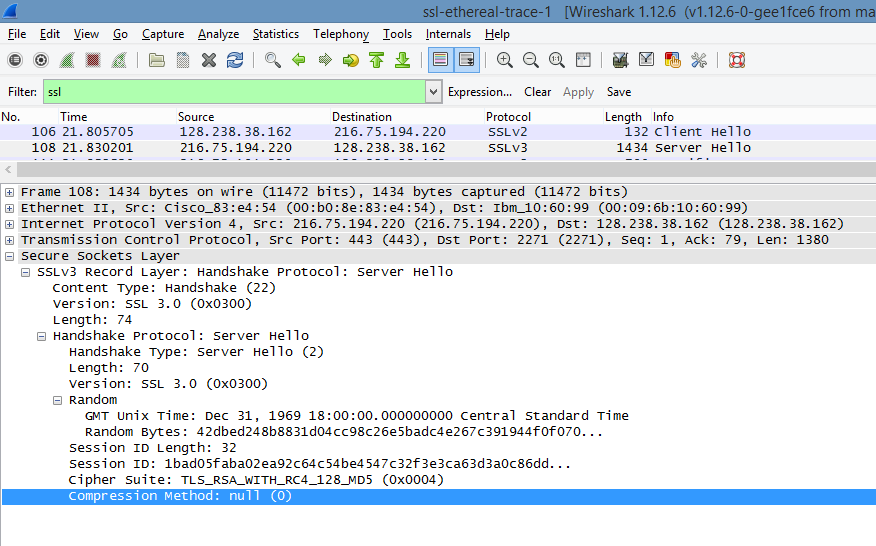 ssl-ethereal-trace-1 [Wireshark 1.12.6 (v1.12.6-0-gee1fce6 from ma
File Edit View Go Capture Analyze Statistics Telephony Tools Internals Help
Filter: ssl Expression... Clear Apply Save
No. Time Source Destination Protocol Length Info
106 21.805705 128.238.38.162 216.75.194.220 SSLv2 132 Client Hello
108 21.830201 216.75.194.220 128.238.38.162 SSLv3 1434 Server Hello
Frame 108: 1434 bytes on wire (11472 bits), 1434 bytes captured (11472 bits)
Ethernet II, Src: Cisco_83:e4:54 (00:b0:8e:83:e4:54), Dst: Ibm_10:60:99 (00:09:6b:10:60:99)
Internet Protocol Version 4, Src: 216.75.194.220 (216.75.194.220), Dst: 128.238.38.162 (128.238.38.162)
Transmission Control Protocol, Src Port: 443 (443), Dst Port: 2271 (2271), Seq: 1, Ack: 79, Len: 1380
Secure Sockets Layer
SSLv3 Record Layer: Handshake Protocol: Server Hello
Content Type: Handshake (22)
Version: SSL 3.0 (0x0300)
Length: 74
Handshake Protocol: Server Hello
Handshake Type: Server Hello (2)
Length: 70
Version: SSL 3.0 (0x0300)
Random
GMT Unix Time: Dec 31, 1969 18:00:00.000000000 Central Standard Time
Random Bytes: 42dbed248b8831d04cc98c26e5badc4e267c391944f0f070...
Session ID Length: 32
Session ID: 1bad05faba02ea92c64c54be4547c32f3e3ca63d3a0c86dd...
Cipher Suite: TLS_RSA_WITH_RC4_128_MD5 (0x0004)
Compression Method: null (0)